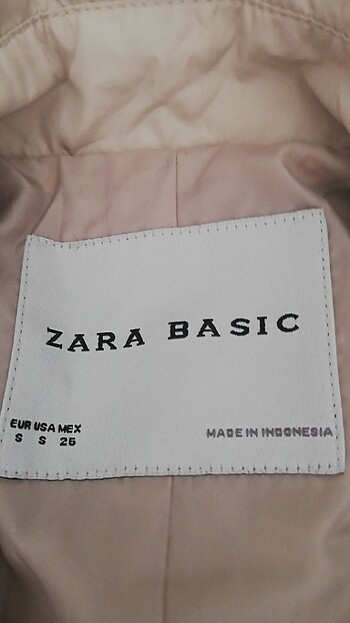 ZARA BASIC
EUR USA MEX
S S 26
MADE IN INDONESIA